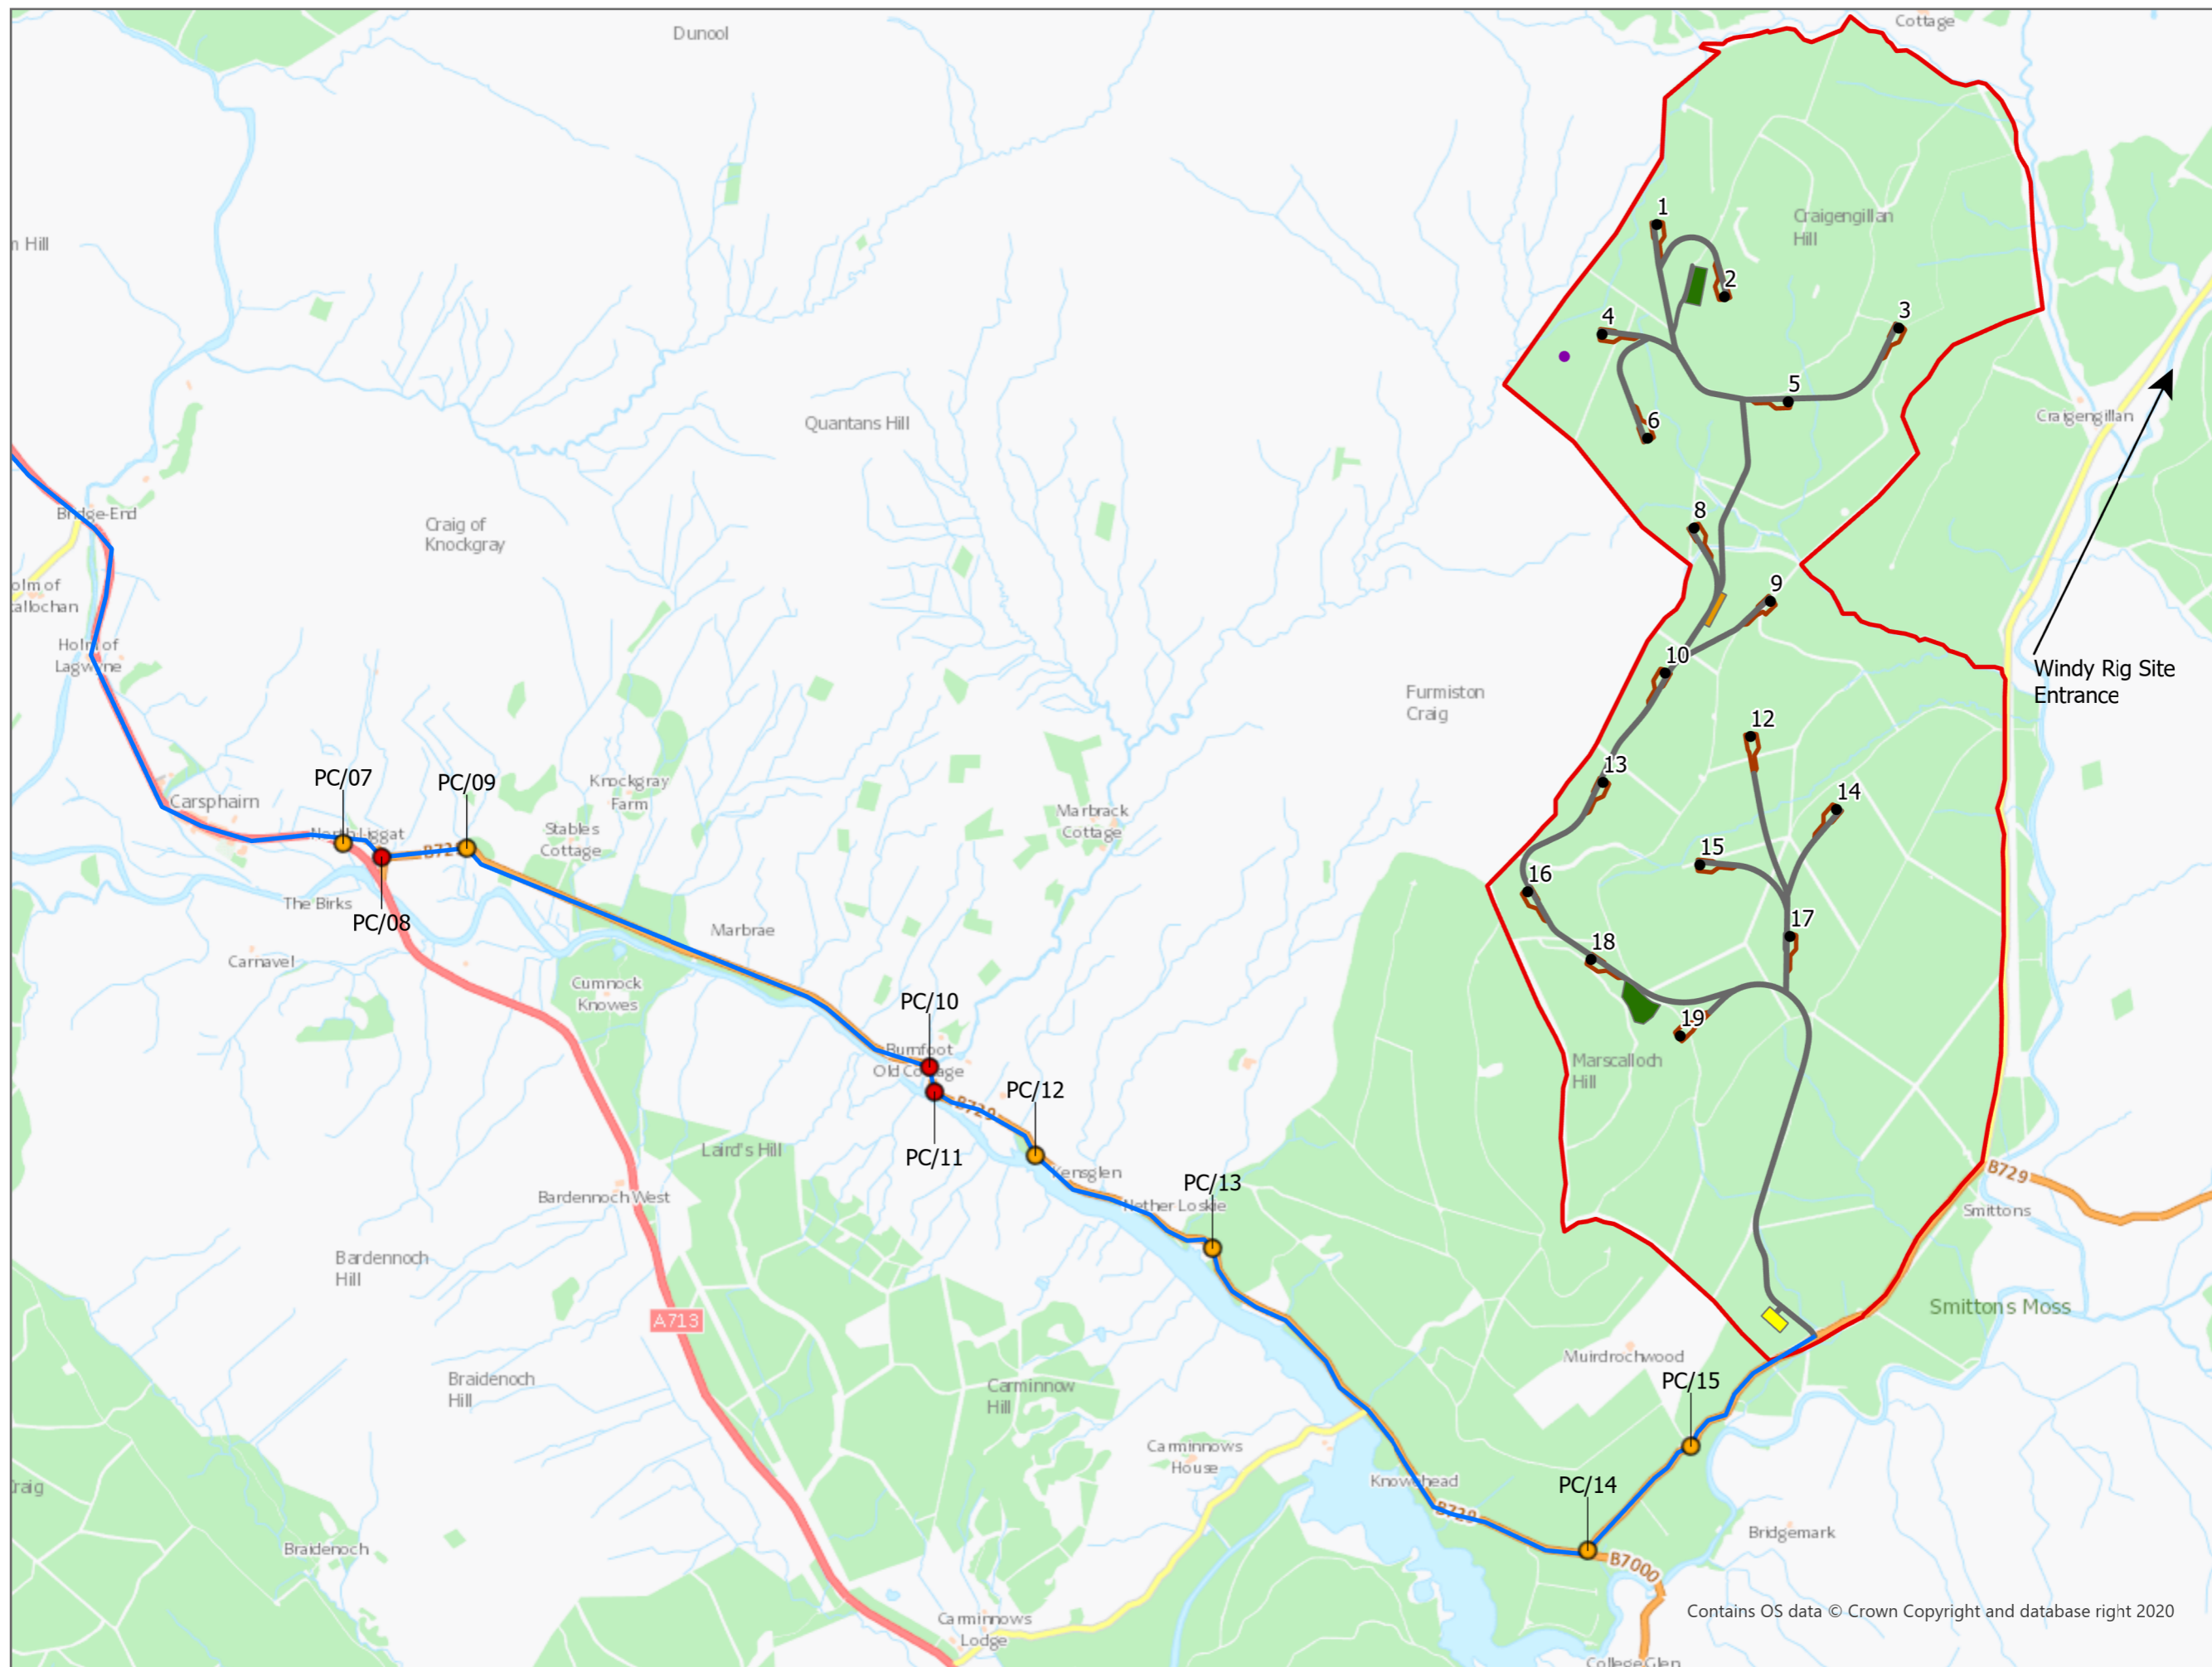 Cottage
Dunool
Craigengillan
Hill
1
2
3
4
5
6
Craigengillan
Quantans Hill
Bridge-End
Craig of
Knockgray
8
9
10
Holm of
Lagwyne
Windy Rig Site
Entrance
Furmiston
Craig
12
13
14
15
16
17
18
19
PC/07
PC/09
Knockgray
Farm
Carsphairn
Marbrack
Cottage
Stables
Cottage
The Birks
PC/08
Marbrae
Carnavel
Cumnock
Knowes
PC/10
Burnfoot
PC/12
Marscalloch
Hill
B729
Laird's Hill
PC/11
Kensglen
PC/13
Bardennoch West
Nether Loskie
B729
Smittons
Bardennoch
Hill
Smittons Moss
A713
Muirdrochwood
PC/15
Braidenoch
Hill
Carminnow
Hill
Carminnows
House
Knowehead
PC/14
B729
Bridgemark
Braidenoch
B7000
Contains OS data © Crown Copyright and database right 2020
Carminnows
Lodge